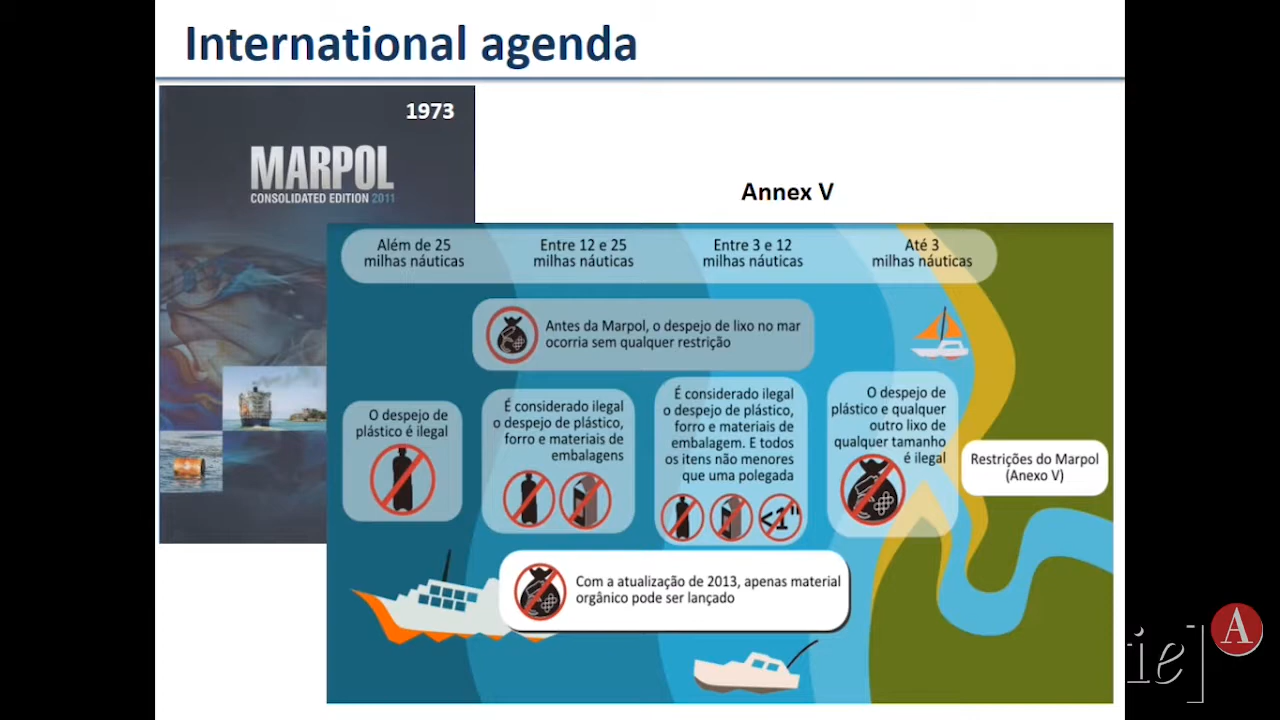 International agenda
1973
MARPOL
CONSOLIDATED EDITION 2011
Annex V
Além de 25
milhas náuticas
Entre 12 e 25
milhas náuticas
Entre 3 e 12
milhas náuticas
Até 3
milhas náuticas
Antes da Marpol, o despejo de lixo no mar
ocorria sem qualquer restrição
O despejo de
plástico é ilegal
É considerado ilegal
o despejo de plástico,
forro e materiais de
embalagens
É considerado ilegal
o despejo de plástico,
forro e materiais de
embalagem. E todos
os itens não menores
que uma polegada
<1"
O despejo de
plástico e qualquer
outro lixo de
qualquer tamanho
é ilegal
Restrições do Marpol
(Anexo V)
Com a atualização de 2013, apenas material
orgânico pode ser lançado
ie]
A